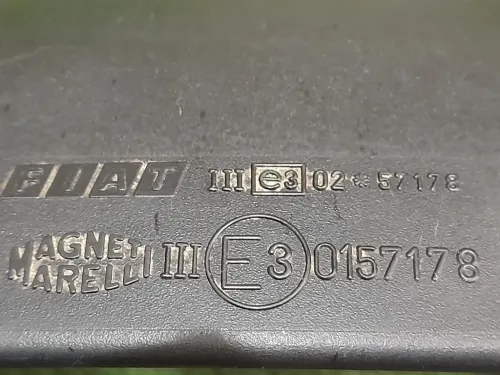 FIAT III e3 02*57178
MAGNETI MARELLI III E3 0157178